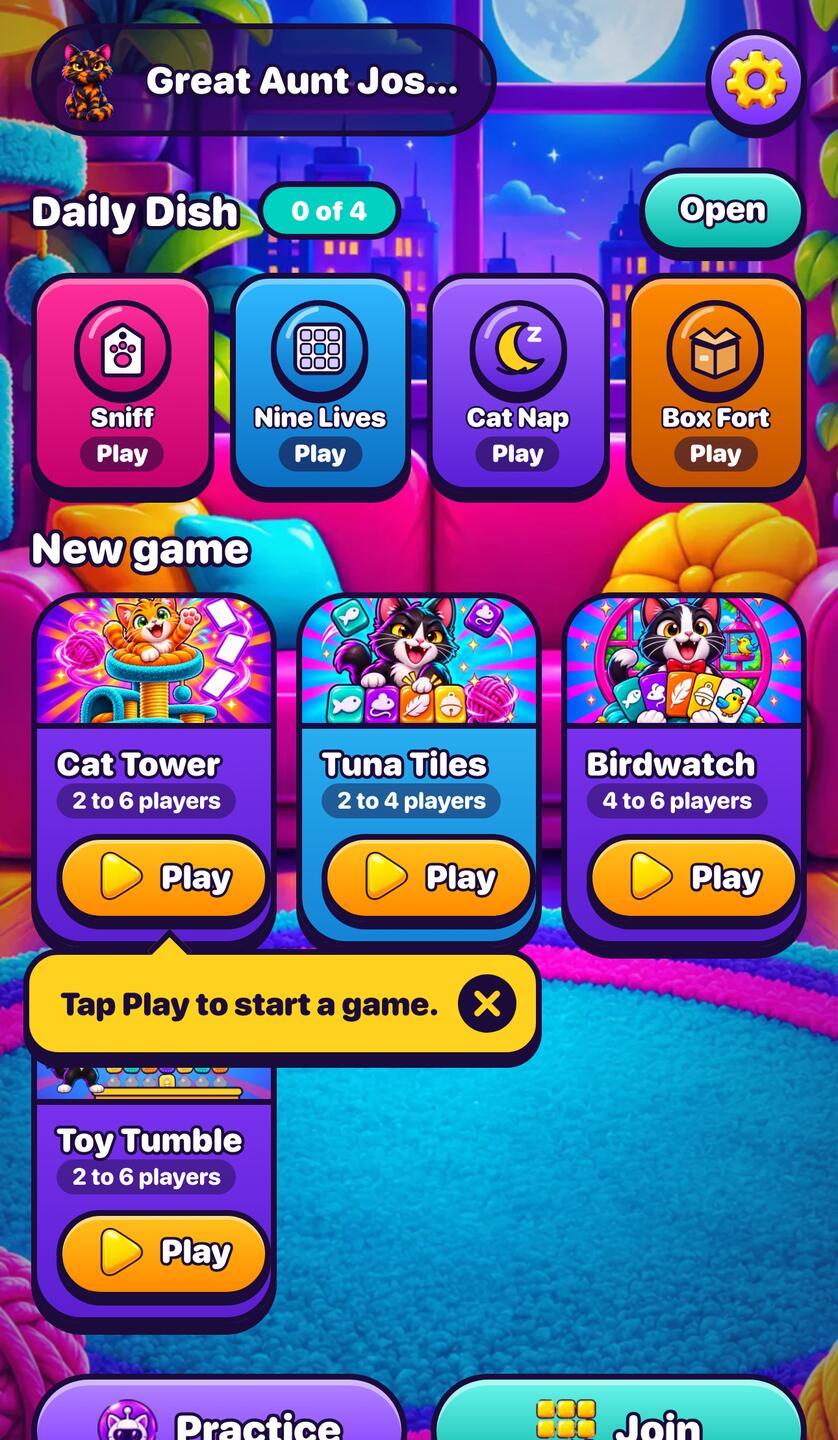 Great Aunt Jos...
Daily Dish
0 of 4
Open
Sniff
Play
Nine Lives
Play
Cat Nap
Play
Box Fort
Play
New game
Cat Tower
2 to 6 players
Play
Tuna Tiles
2 to 4 players
Play
Birdwatch
4 to 6 players
Play
Tap Play to start a game.
Toy Tumble
2 to 6 players
Play
Practice
Join